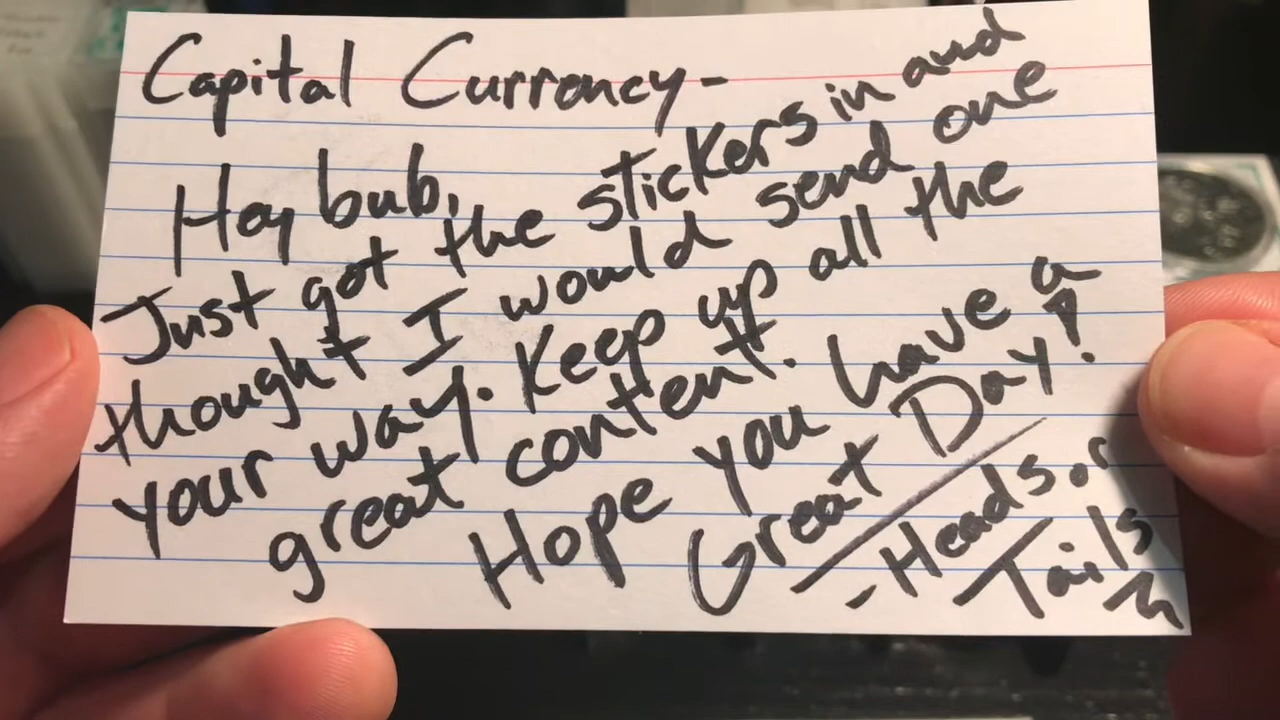 Capital Currency-
Hey bub,
Just got the stickers in and
thought I would send one
your way. Keep up all the
great content.
Hope you have a
Great Day!
-Heads or
Tails